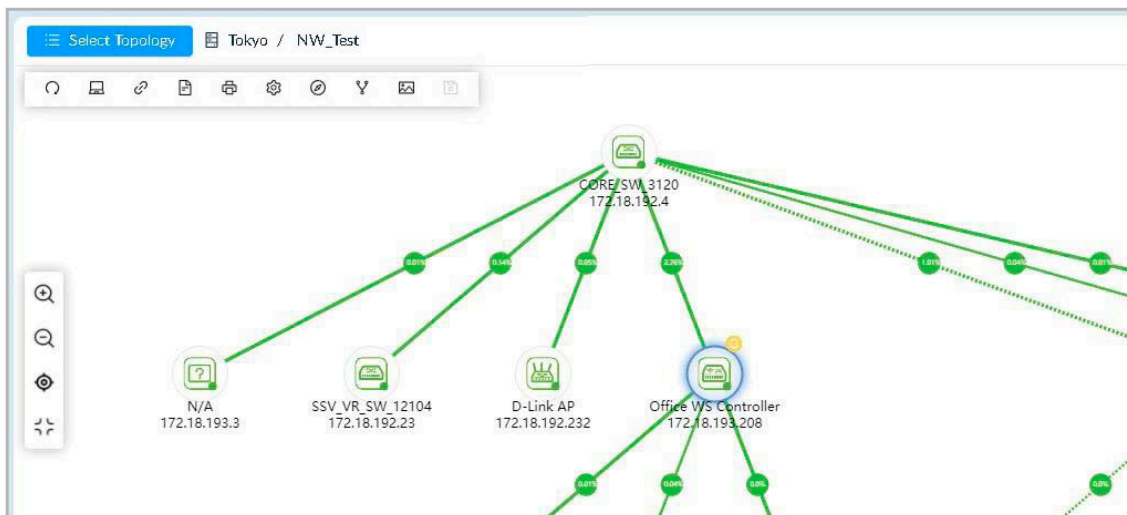 Select Topology
Tokyo / NW_Test
CORE_SW_3120
172.18.192.4
0.01%
0.14%
0.05%
2.76%
1.01%
0.04%
0.01%
?
N/A
172.18.193.3
SSV_VR_SW_12104
172.18.192.23
D-Link AP
172.18.192.232
Office WS Controller
172.18.193.208
0.01%
0.04%
0.0%
0.0%